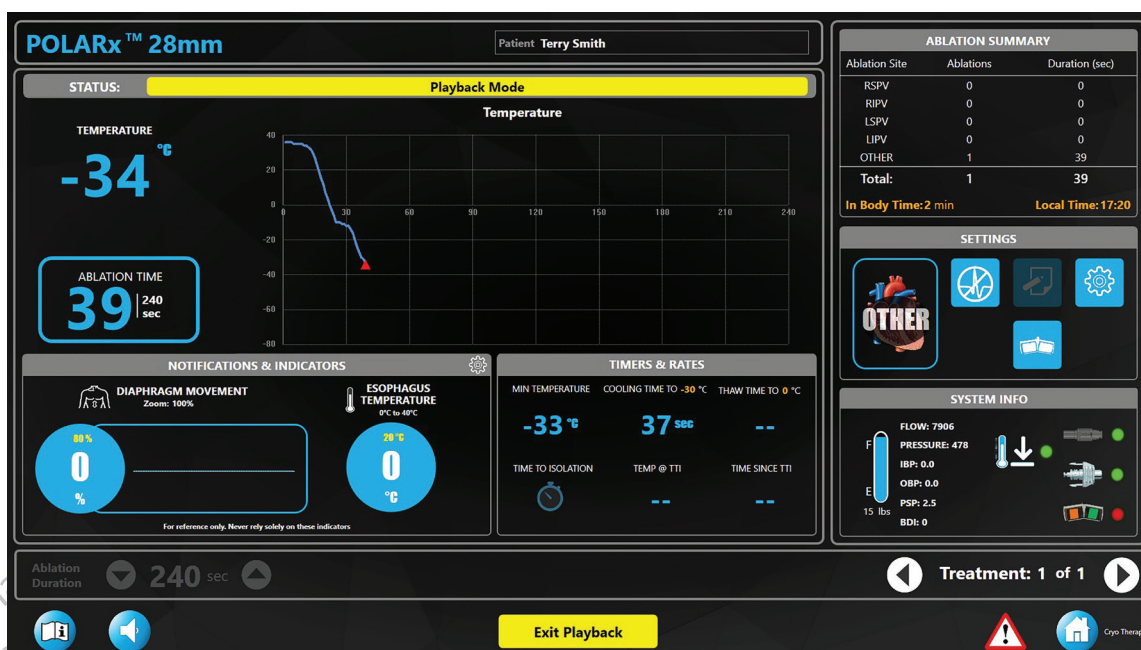 POLARx™ 28mm
Patient Terry Smith
STATUS:
Playback Mode
TEMPERATURE
-34 °C
ABLATION TIME
39 240 sec
Temperature
40
20
0
-20
-40
-60
-80
0 30 60 90 120 150 180 210 240
NOTIFICATIONS & INDICATORS
DIAPHRAGM MOVEMENT
Zoom: 100%
80 %
0
%
ESOPHAGUS
TEMPERATURE
0°C to 40°C
20 °C
0
°C
For reference only. Never rely solely on these indicators
TIMERS & RATES
MIN TEMPERATURE COOLING TIME TO -30 °C THAW TIME TO 0 °C
-33 °C 37 sec --
TIME TO ISOLATION TEMP @ TTI TIME SINCE TTI
-- --
ABLATION SUMMARY
Ablation Site Ablations Duration (sec)
RSPV 0 0
RIPV 0 0
LSPV 0 0
LIPV 0 0
OTHER 1 39
Total: 1 39
In Body Time: 2 min Local Time: 17:20
SETTINGS
OTHER
SYSTEM INFO
F
E
15 lbs
FLOW: 7906
PRESSURE: 478
IBP: 0.0
OBP: 0.0
PSP: 2.5
BDI: 0
Ablation
Duration
240 sec
Treatment: 1 of 1
Exit Playback
Cryo Therap